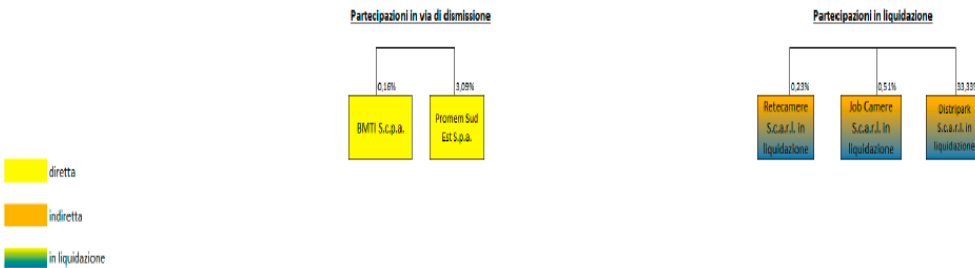 Partecipazioni in via di dismissione
Partecipazioni in liquidazione
0,16%
3,09%
0,23%
0,51%
33,33%
BMTI S.c.p.a.
Promem Sud
Est S.p.a.
Retecamere
S.c.a.r.l. in
liquidazione
Job Camere
S.c.a.r.l. in
liquidazione
Distripark
S.c.a.r.l. in
liquidazione
diretta
indiretta
in liquidazione